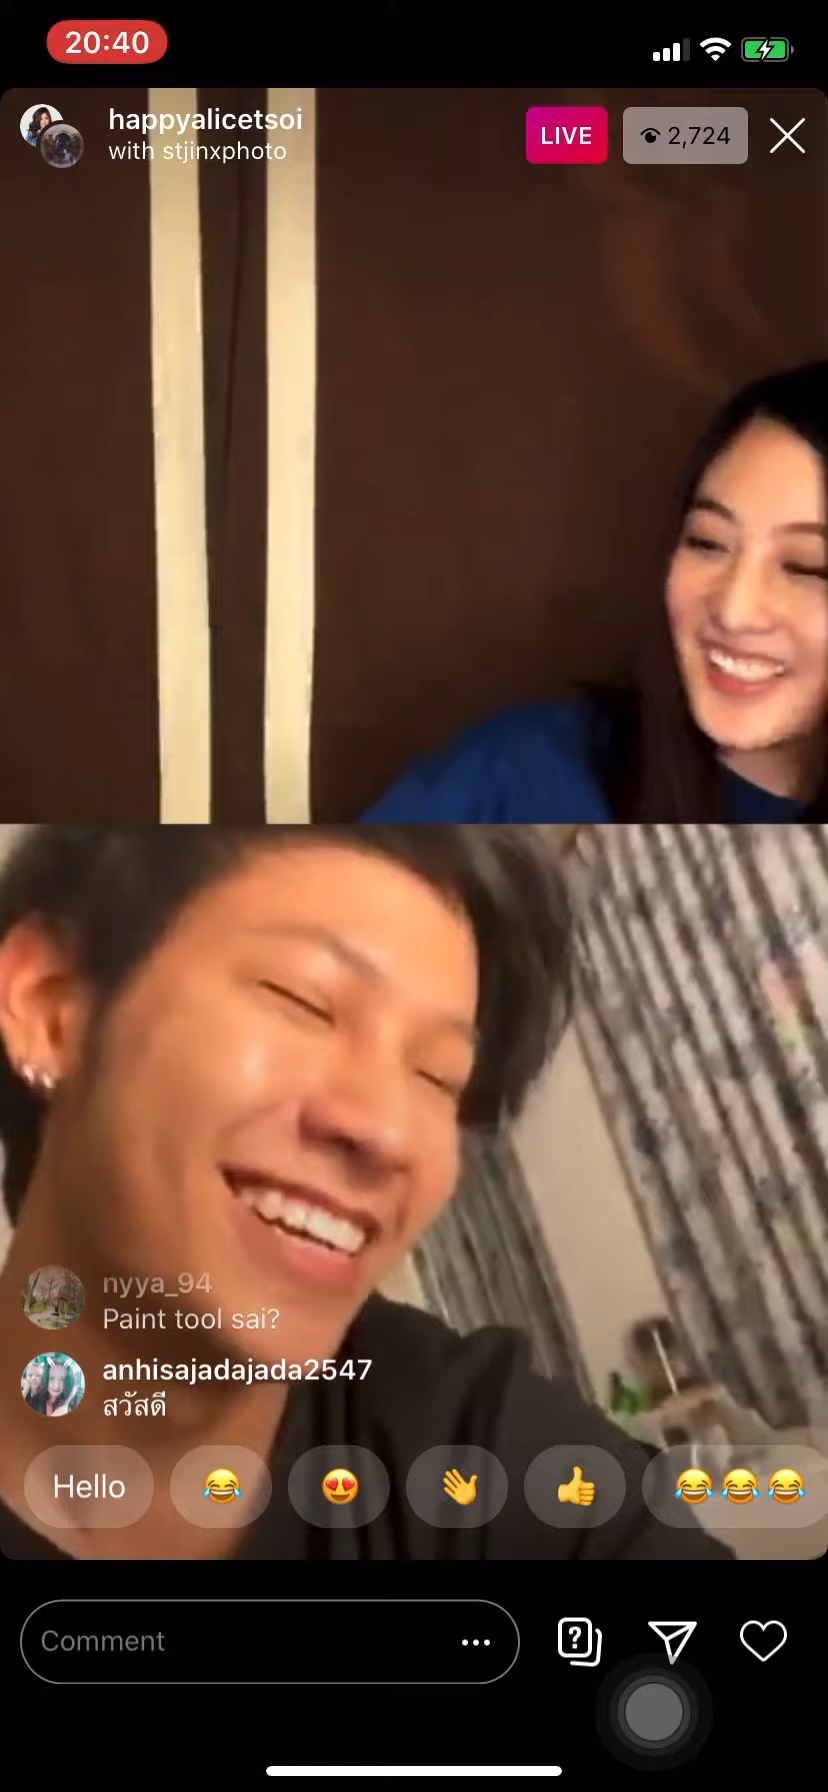 20:40
happyalicetsoi
with stjinxphoto
LIVE
2,724
nyya_94
Paint tool sai?
anhisajadajada2547
สวัสดี
Hello
Comment